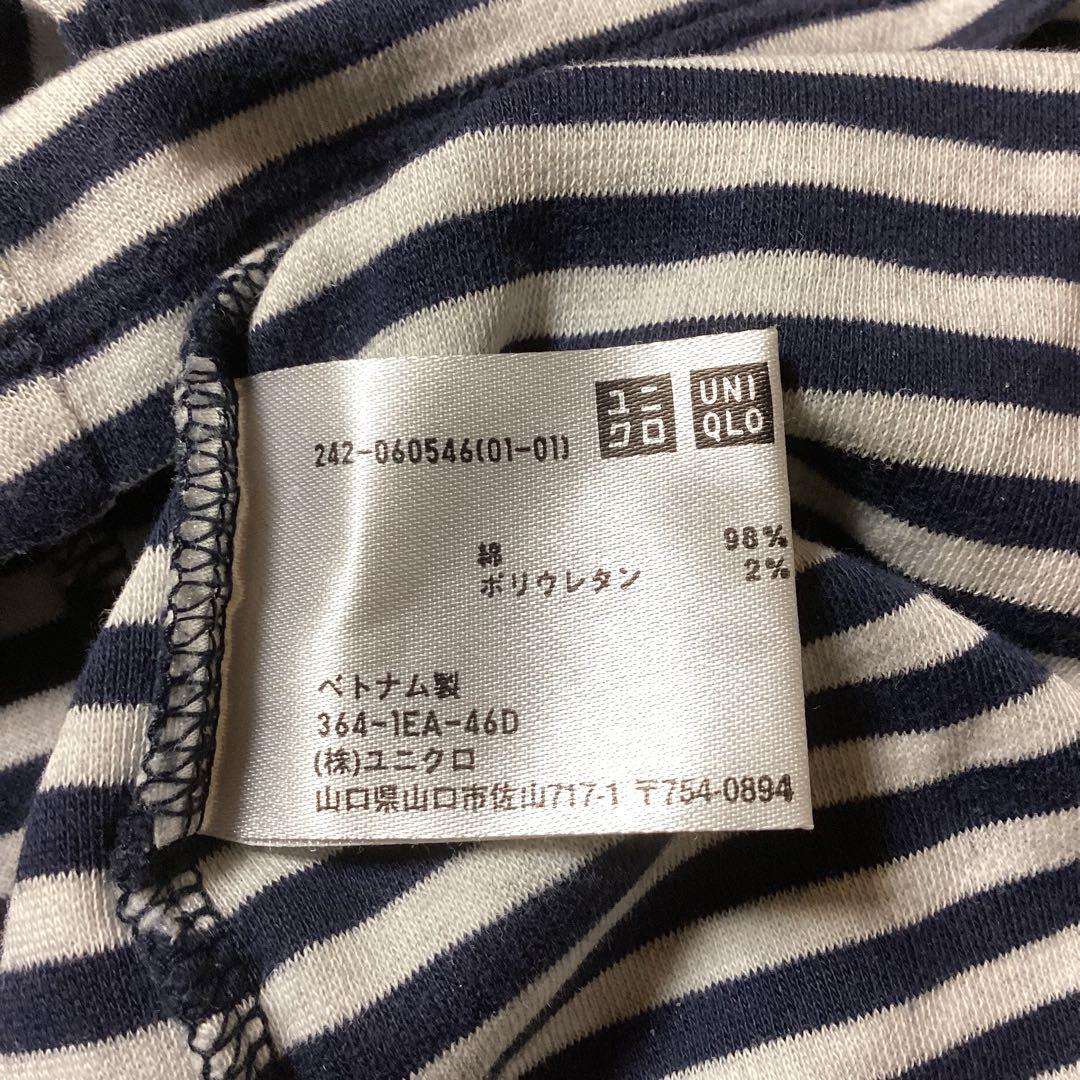 ユニ
クロ
UNI
QLO
242-060546(01-01)
綿 98%
ポリウレタン 2%
ベトナム製
364-1EA-46D
(株)ユニクロ
山口県山口市佐山717-1 〒754-0894